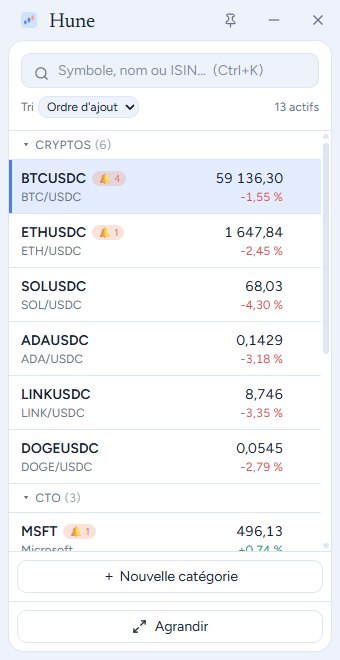 Hune
Symbole, nom ou ISIN... (Ctrl+K)
Tri Ordre d'ajout 13 actifs
CRYPTOS (6)
BTCUSDC 4 59 136,30
BTC/USDC -1,55 %
ETHUSDC 1 1 647,84
ETH/USDC -2,45 %
SOLUSDC 68,03
SOL/USDC -4,30 %
ADAUSDC 0,1429
ADA/USDC -3,18 %
LINKUSDC 8,746
LINK/USDC -3,35 %
DOGEUSDC 0,0545
DOGE/USDC -2,79 %
CTO (3)
MSFT 1 496,13
Microsoft +0,74 %
+ Nouvelle catégorie
Agrandir